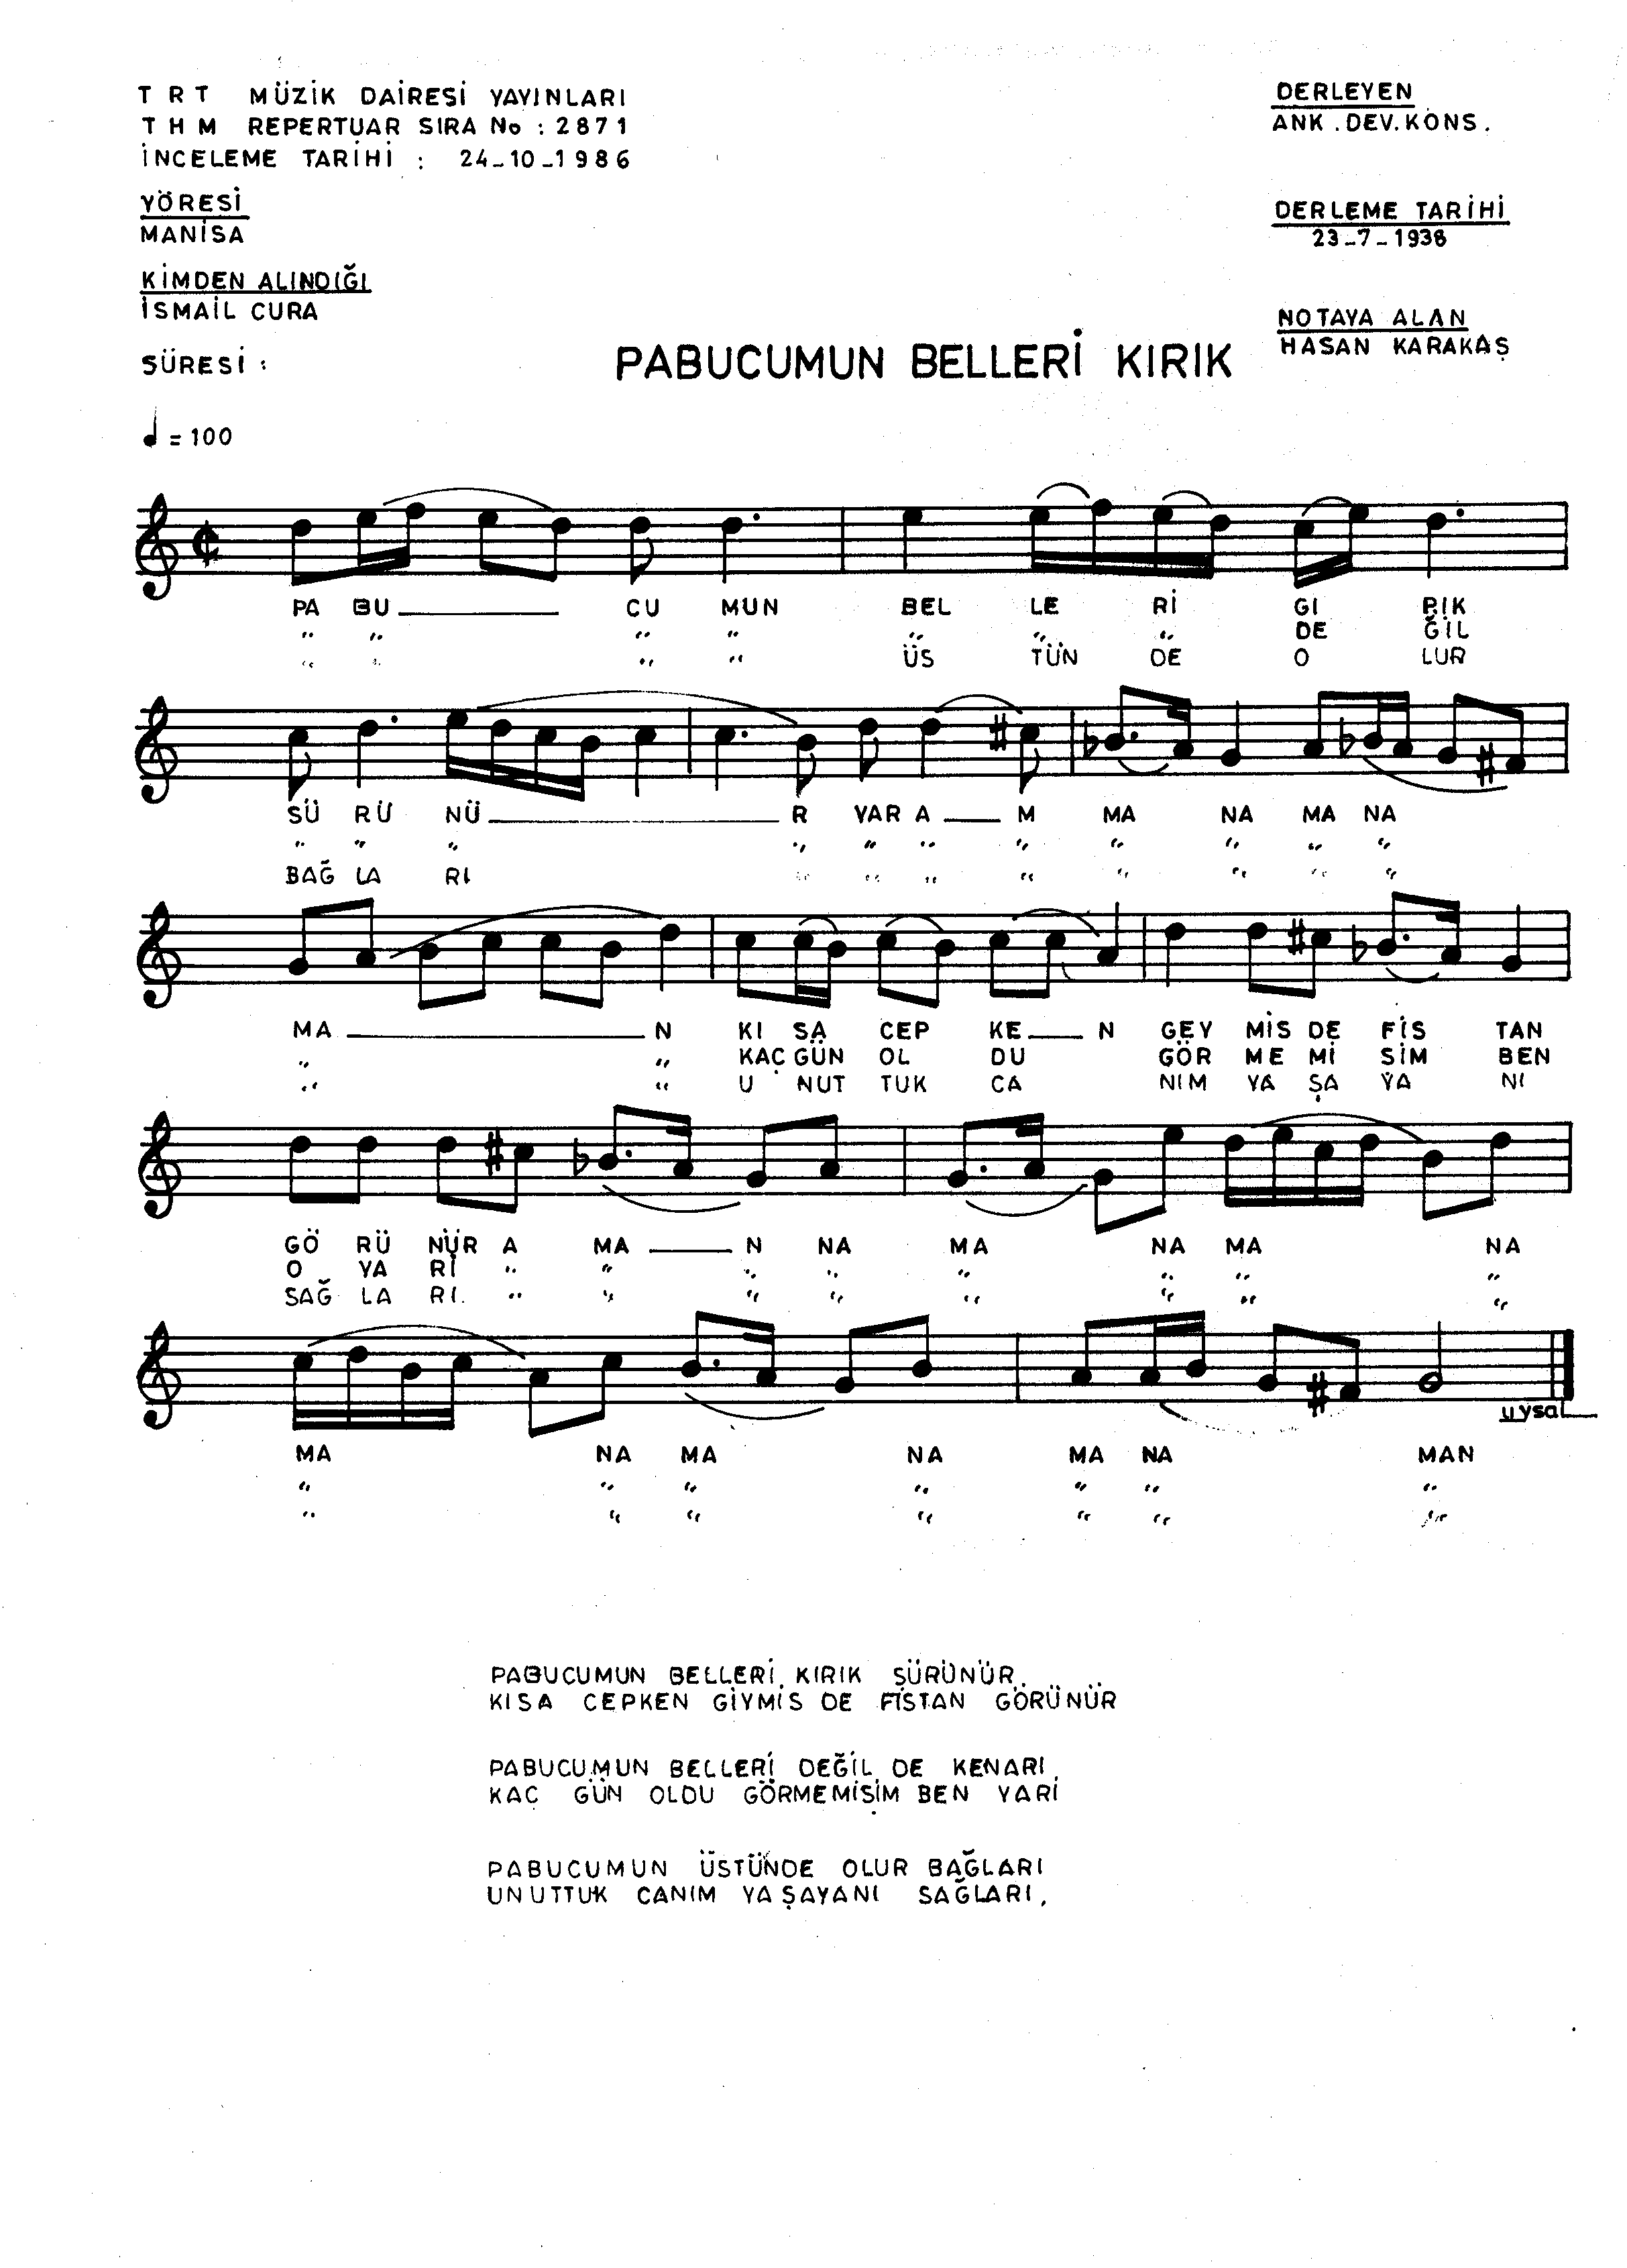 TRT MÜZİK DAİRESİ YAYINLARI
THM REPERTUAR SIRA No : 2871
İNCELEME TARİHİ : 24-10-1986
YÖRESİ
MANİSA
KİMDEN ALINDIĞI
İSMAİL CURA
SÜRESİ :
DERLEYEN
ANK.DEV.KONS.
DERLEME TARİHİ
23-7-1938
NOTAYA ALAN
HASAN KARAKAŞ
PABUCUMUN BELLERİ KIRIK
= 100
PA BU CU MUN BEL LE Rİ GI RIK
" " " " " " " DE ĞİL
" " " " ÜS TÜN DE O LUR
SÜ RÜ NÜ R YAR A M MA NA MA NA
" " " " " " " " " " "
BAĞ LA RI " " " " " " " "
MA N KI SA CEP KE N GEY MİS DE FİS TAN
" " KAÇ GÜN OL DU GÖR ME Mİ SİM BEN
" " U NUT TUK CA NIM YA ŞA YA NI
GÖ RÜ NÜR A MA N NA MA NA MA NA
O YA Rİ " " " " " " " "
SAĞ LA RI. " " " " " " " "
uysal
MA NA MA NA MA NA MAN
" " " " " " "
" " " " " " "
PABUCUMUN BELLERİ KIRIK SÜRÜNÜR
KISA CEPKEN GİYMİS DE FİSTAN GÖRÜNÜR
PABUCUMUN BELLERİ DEĞİL DE KENARI
KAÇ GÜN OLDU GÖRMEMİŞİM BEN YARİ
PABUCUMUN ÜSTÜNDE OLUR BAĞLARI
UNUTTUK CANIM YAŞAYANI SAĞLARI,